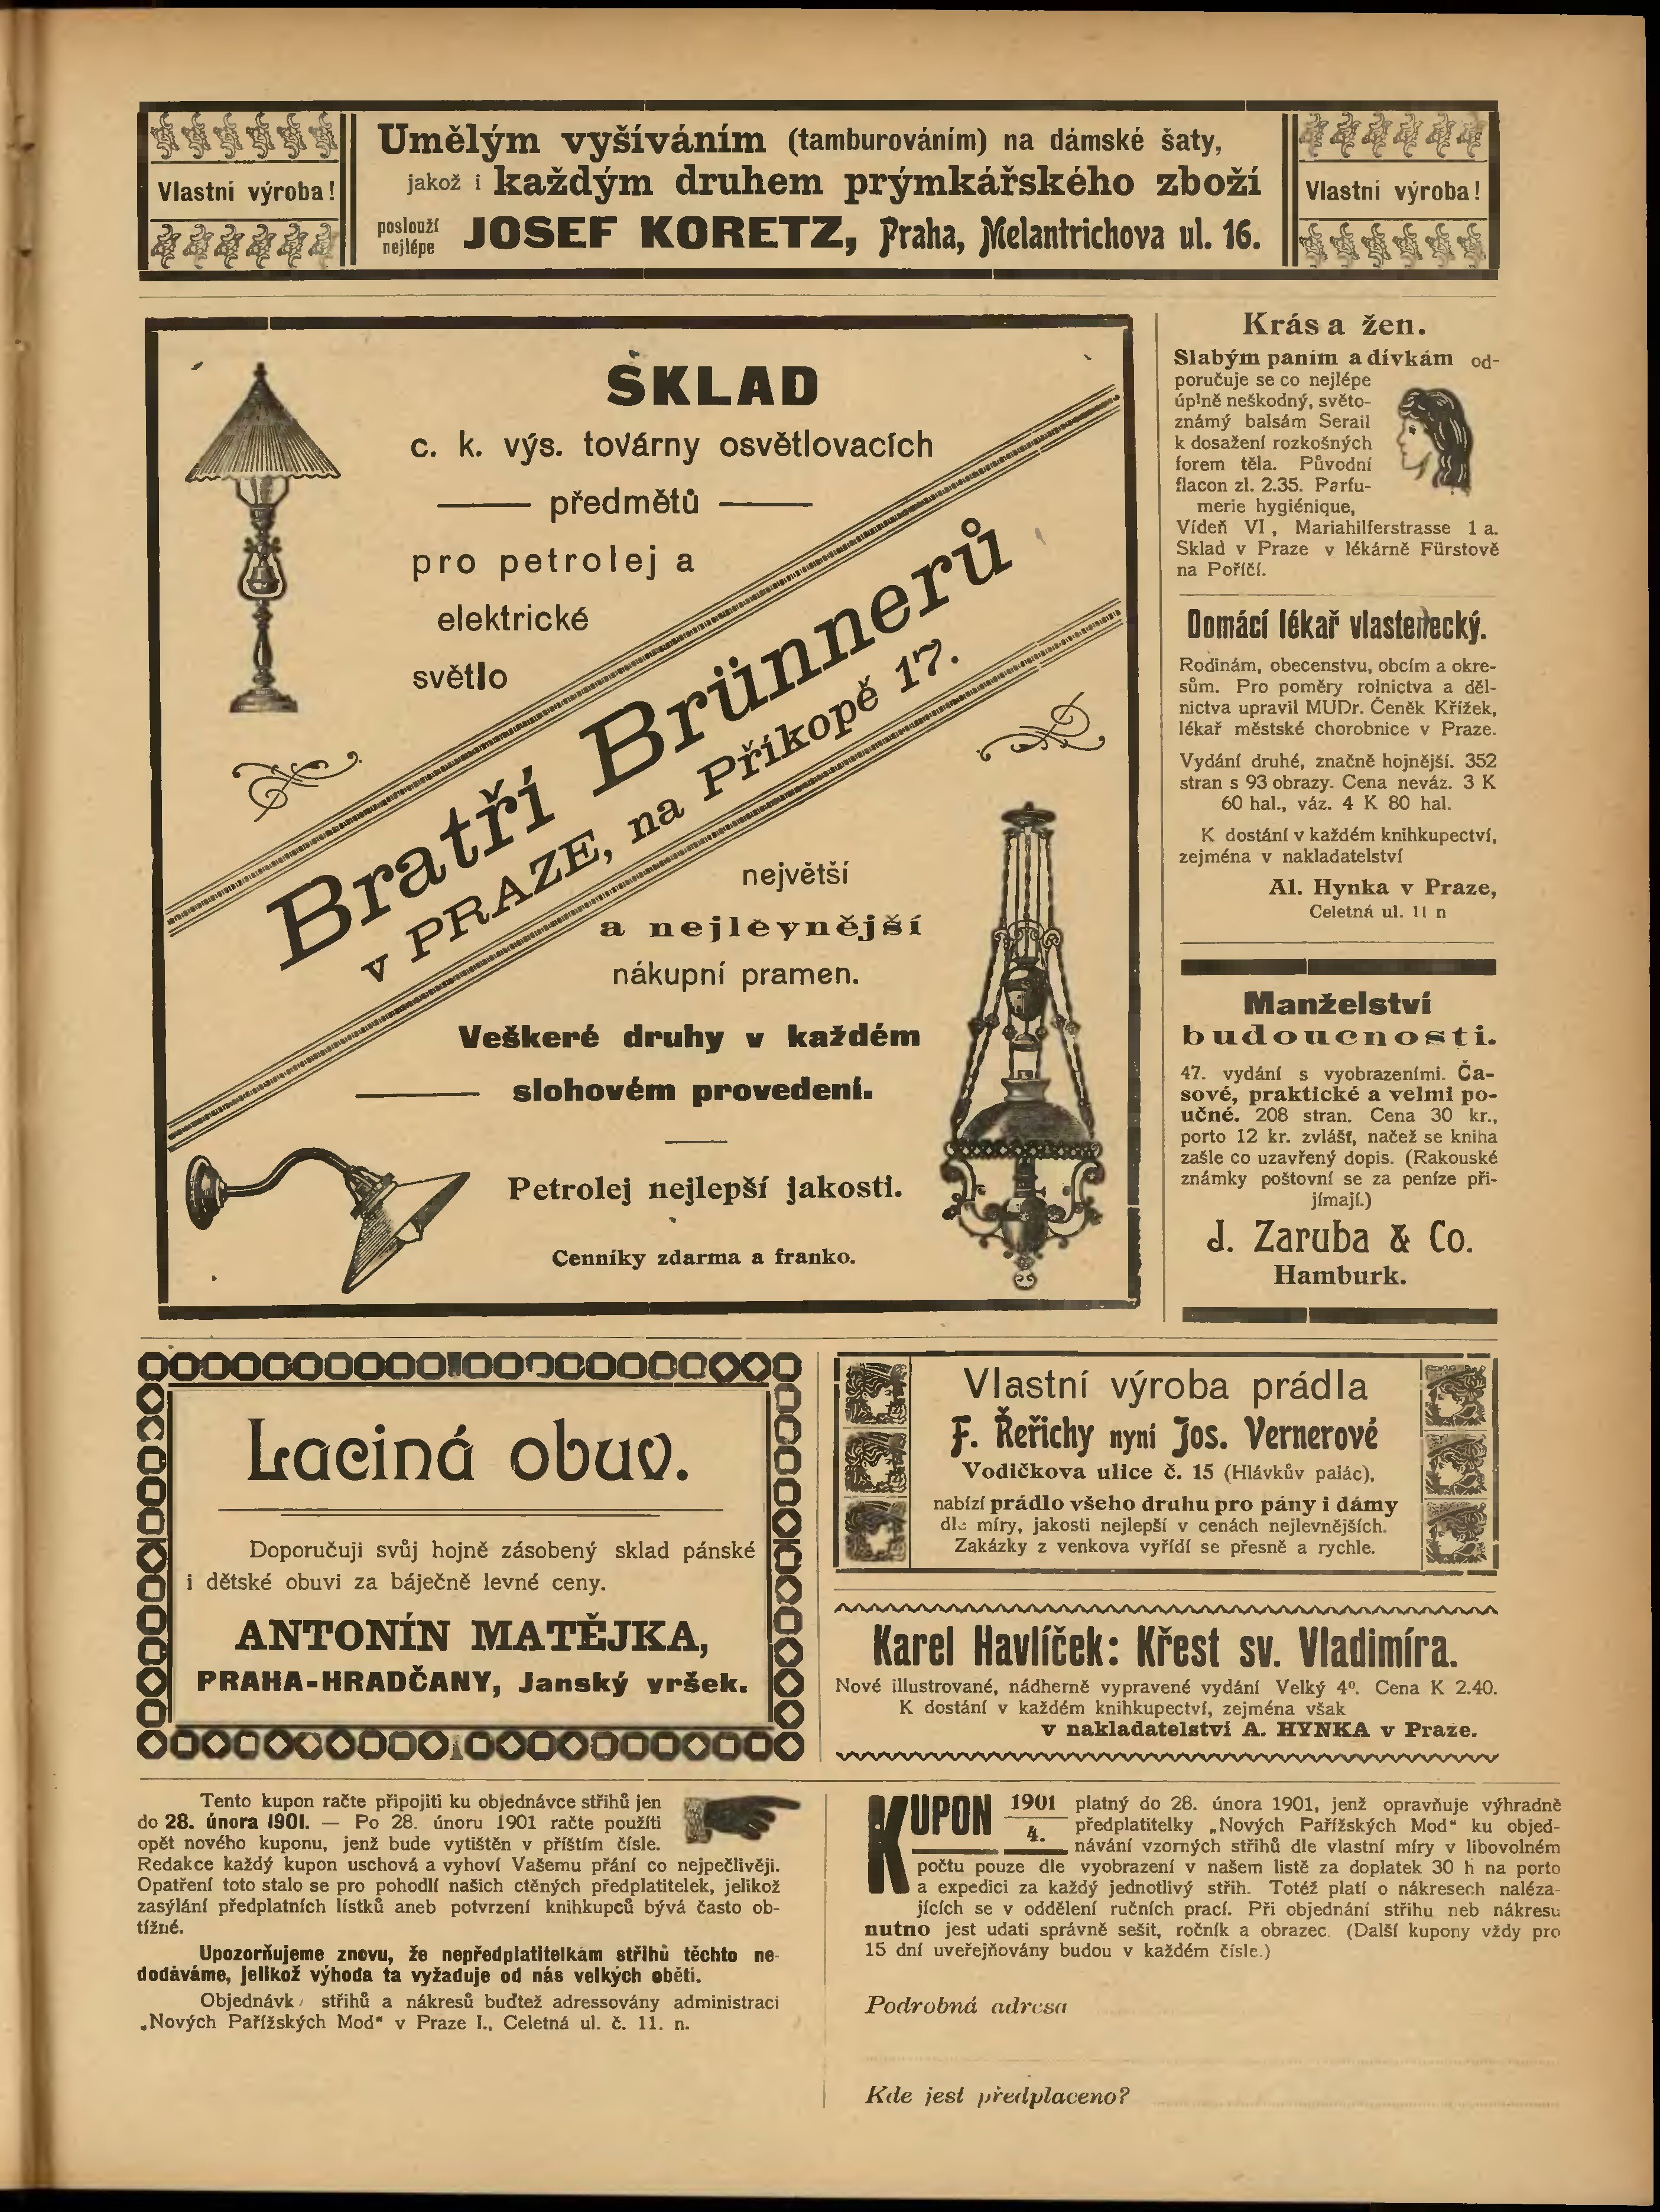 Vlastní výroba!
Umělým vyšíváním (tamburováním) na dámské šaty,
jakož i každým druhem prýmkářského zboží
poslouží nejlépe JOSEF KORETZ, Praha, Melantrichova ul. 16.
Vlastní výroba!
SKLAD
c. k. výs. továrny osvětlovacích
předmětů
pro petrolej a
elektrické
světlo
Bratří Brünnerů
v PRAZE, na Příkopě 17.
největší
a nejlevnější
nákupní pramen.
Veškeré druhy v každém
slohovém provedení.
Petrolej nejlepší jakosti.
Cenníky zdarma a franko.
Krása žen.
Slabým paním a dívkám od-
poručuje se co nejlépe
úplně neškodný, světo-
známý balsám Serail
k dosažení rozkošných
forem těla. Původní
flacon zl. 2.35. Parfu-
merie hygiénique,
Vídeň VI, Mariahilferstrasse 1 a.
Sklad v Praze v lékárně Fürstově
na Poříčí.
Domácí lékař vlastenecký.
Rodinám, obecenstvu, obcím a okre-
sům. Pro poměry rolnictva a děl-
nictva upravil MUDr. Čeněk Křížek,
lékař městské chorobnice v Praze.
Vydání druhé, značně hojnější. 352
stran s 93 obrazy. Cena neváz. 3 K
60 hal., váz. 4 K 80 hal.
K dostání v každém knihkupectví,
zejména v nakladatelství
Al. Hynka v Praze,
Celetná ul. 11 n
Manželství
budoucnosti.
47. vydání s vyobrazeními. Ča-
sové, praktické a velmi po-
učné. 208 stran. Cena 30 kr.,
porto 12 kr. zvlášť, načež se kniha
zašle co uzavřený dopis. (Rakouské
známky poštovní se za peníze při-
jímají.)
J. Zaruba & Co.
Hamburk.
Laciná obuv.
Doporučuji svůj hojně zásobený sklad pánské
i dětské obuvi za báječně levné ceny.
ANTONÍN MATĚJKA,
PRAHA-HRADČANY, Janský vršek.
Vlastní výroba prádla
F. Řeřichy nyní Jos. Vernerové
Vodičkova ulice č. 15 (Hlávkův palác),
nabízí prádlo všeho druhu pro pány i dámy
dle míry, jakosti nejlepší v cenách nejlevnějších.
Zakázky z venkova vyřídí se přesně a rychle.
Karel Havlíček: Křest sv. Vladimíra.
Nové illustrované, nádherně vypravené vydání Velký 4º. Cena K 2.40.
K dostání v každém knihkupectví, zejména však
v nakladatelství A. HYNKA v Praze.
Tento kupon račte připojiti ku objednávce střihů jen
do 28. února 1901. — Po 28. únoru 1901 račte použíti
opět nového kuponu, jenž bude vytištěn v příštím čísle.
Redakce každý kupon uschová a vyhoví Vašemu přání co nejpečlivěji.
Opatření toto stalo se pro pohodlí našich ctěných předplatitelek, jelikož
zasýlání předplatních lístků aneb potvrzení knihkupců bývá často ob-
tížné.
Upozorňujeme znovu, že nepředplatitelkám střihů těchto ne-
dodáváme, jelikož výhoda ta vyžaduje od nás velkých obětí.
Objednávk střihů a nákresů buďtež adressovány administraci
„Nových Pařížských Mod“ v Praze I., Celetná ul. č. 11. n.
KUPON 1901 4. platný do 28. února 1901, jenž opravňuje výhradně
předplatitelky „Nových Pařížských Mod“ ku objed-
návání vzorných střihů dle vlastní míry v libovolném
počtu pouze dle vyobrazení v našem listě za doplatek 30 h na porto
a expedici za každý jednotlivý střih. Totéž platí o nákresech naléza-
jících se v oddělení ručních prací. Při objednání střihu neb nákresu
nutno jest udati správně sešit, ročník a obrazec. (Další kupony vždy pro
15 dní uveřejňovány budou v každém čísle.)
Podrobná adresa
Kde jest předplaceno?